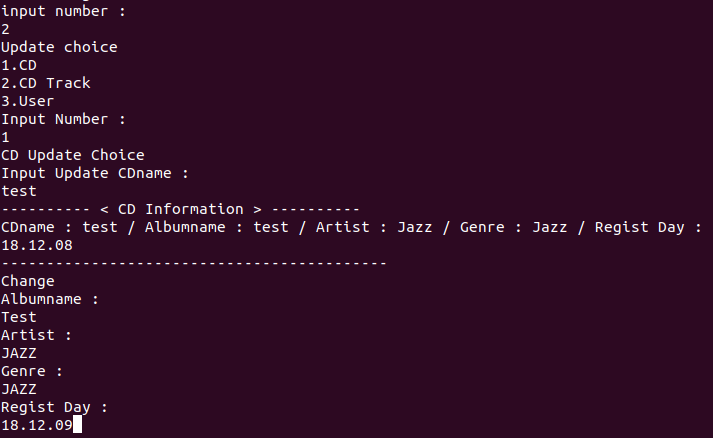 input number :
2
Update choice
1.CD
2.CD Track
3.User
Input Number :
1
CD Update Choice
Input Update CDname :
test
---------- < CD Information > ----------
CDname : test / Albumname : test / Artist : Jazz / Genre : Jazz / Regist Day :
18.12.08
-------------------------------------------
Change
Albumname :
Test
Artist :
JAZZ
Genre :
JAZZ
Regist Day :
18.12.09